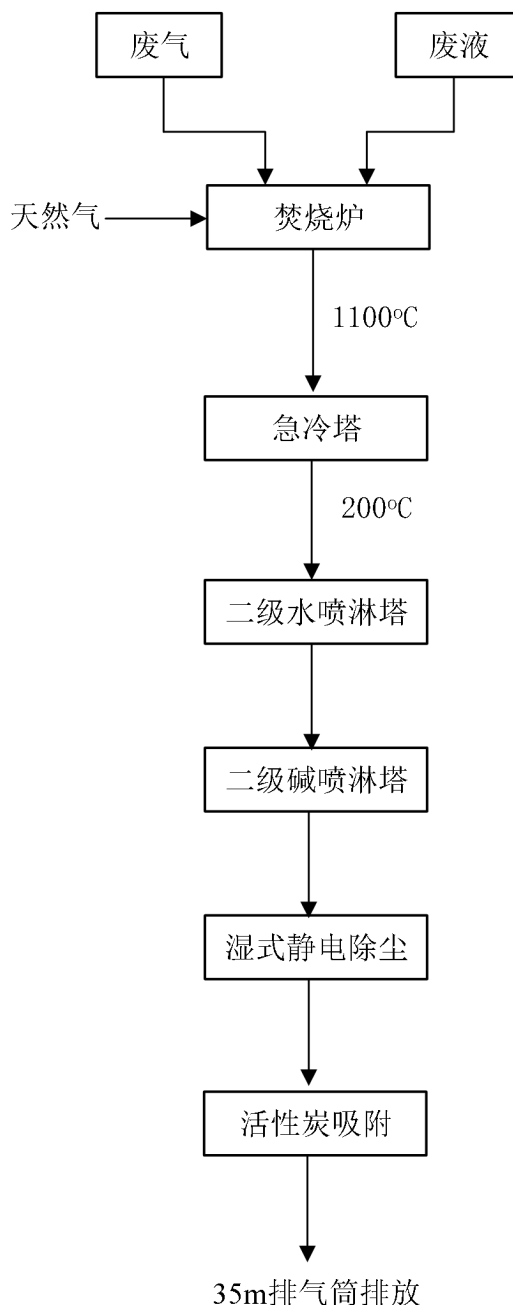 废气
废液
天然气
焚烧炉
1100℃
急冷塔
200℃
二级水喷淋塔
二级碱喷淋塔
湿式静电除尘
活性炭吸附
35m排气筒排放